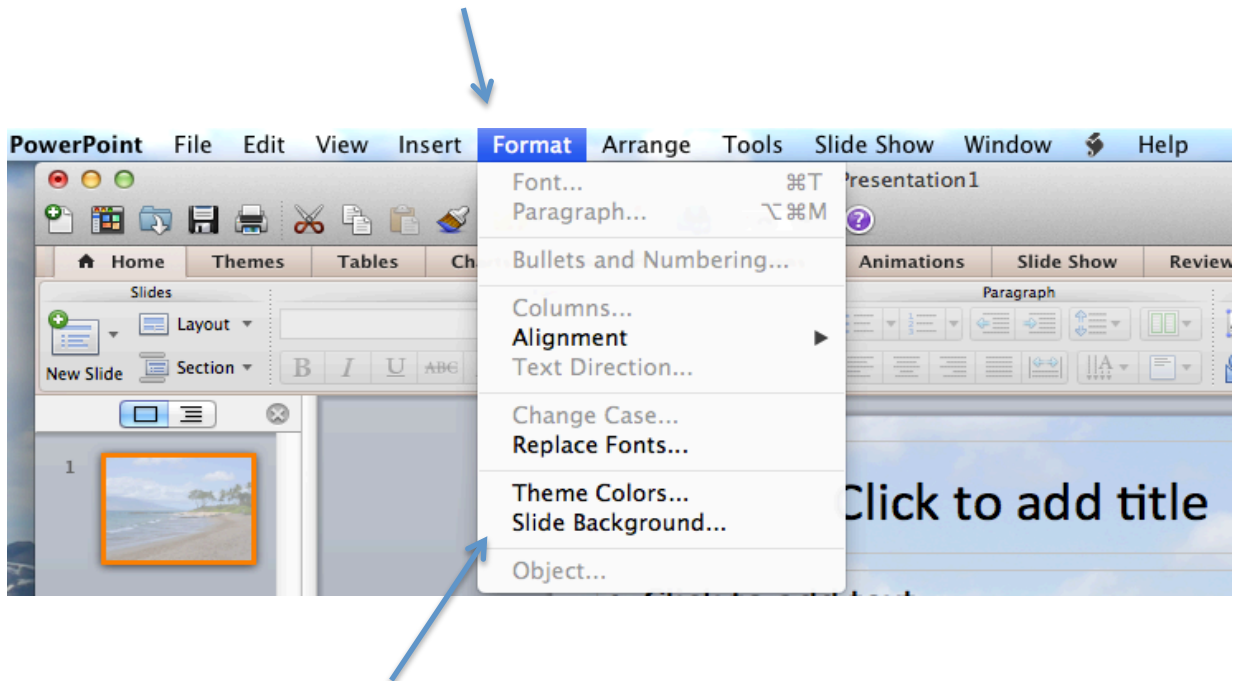 PowerPoint File Edit View Insert Format Arrange Tools Slide Show Window Help
Presentation1
Font... ⌘T
Paragraph... ⌥⌘M
Bullets and Numbering...
Columns...
Alignment ▶
Text Direction...
Change Case...
Replace Fonts...
Theme Colors...
Slide Background...
Object...
Home Themes Tables Animations Slide Show Review
Slides Paragraph
Layout
New Slide Section B I U ABC
1
Click to add title